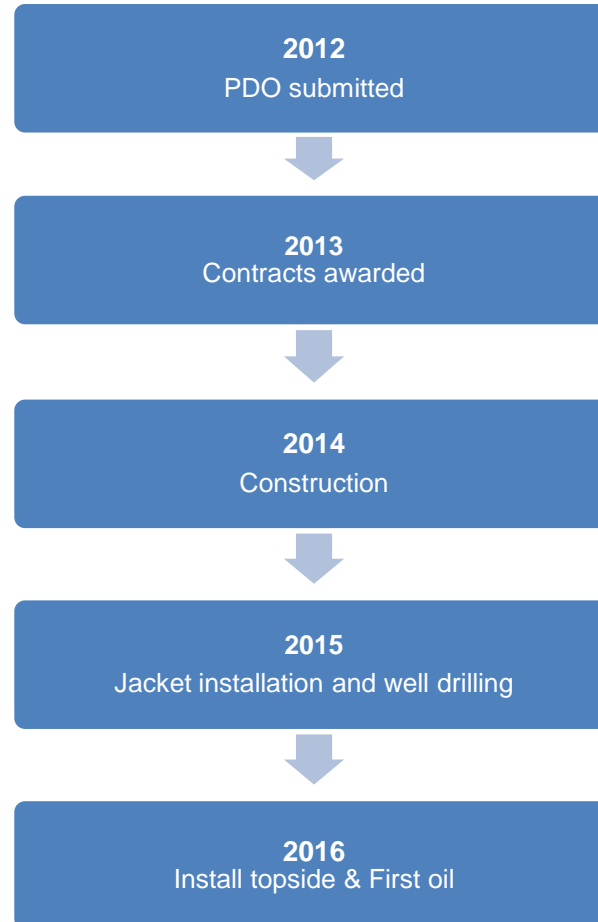 2012
PDO submitted
2013
Contracts awarded
2014
Construction
2015
Jacket installation and well drilling
2016
Install topside & First oil